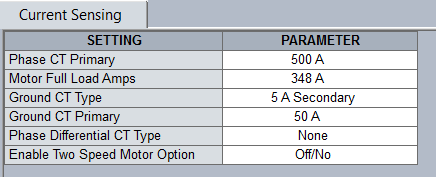 Current Sensing
SETTING PARAMETER
Phase CT Primary 500 A
Motor Full Load Amps 348 A
Ground CT Type 5 A Secondary
Ground CT Primary 50 A
Phase Differential CT Type None
Enable Two Speed Motor Option Off/No